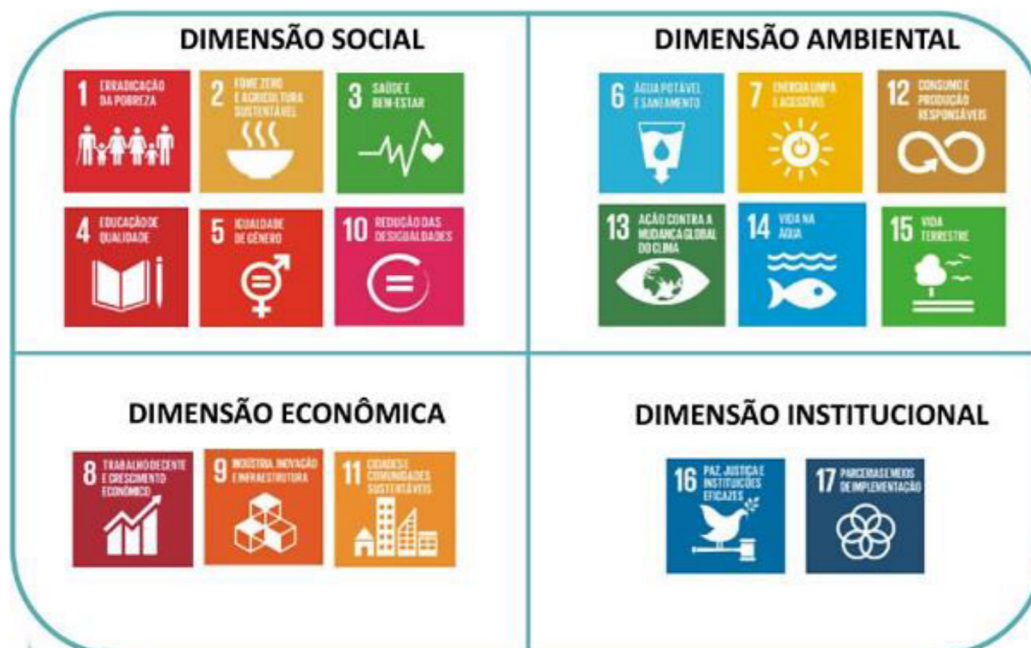 DIMENSÃO SOCIAL
1 ERRADICAÇÃO
DA POBREZA
2 FOME ZERO
E AGRICULTURA
SUSTENTÁVEL
3 SAÚDE E
BEM-ESTAR
4 EDUCAÇÃO DE
QUALIDADE
5 IGUALDADE
DE GÊNERO
10 REDUÇÃO DAS
DESIGUALDADES
DIMENSÃO AMBIENTAL
6 ÁGUA POTÁVEL
E SANEAMENTO
7 ENERGIA LIMPA
E ACESSÍVEL
12 CONSUMO E
PRODUÇÃO
RESPONSÁVEIS
13 AÇÃO CONTRA A
MUDANÇA GLOBAL
DO CLIMA
14 VIDA NA
ÁGUA
15 VIDA
TERRESTRE
DIMENSÃO ECONÔMICA
8 TRABALHO DECENTE
E CRESCIMENTO
ECONÔMICO
9 INDÚSTRIA, INOVAÇÃO
E INFRAESTRUTURA
11 CIDADES E
COMUNIDADES
SUSTENTÁVEIS
DIMENSÃO INSTITUCIONAL
16 PAZ, JUSTIÇA E
INSTITUIÇÕES
EFICAZES
17 PARCERIAS E MEIOS
DE IMPLEMENTAÇÃO